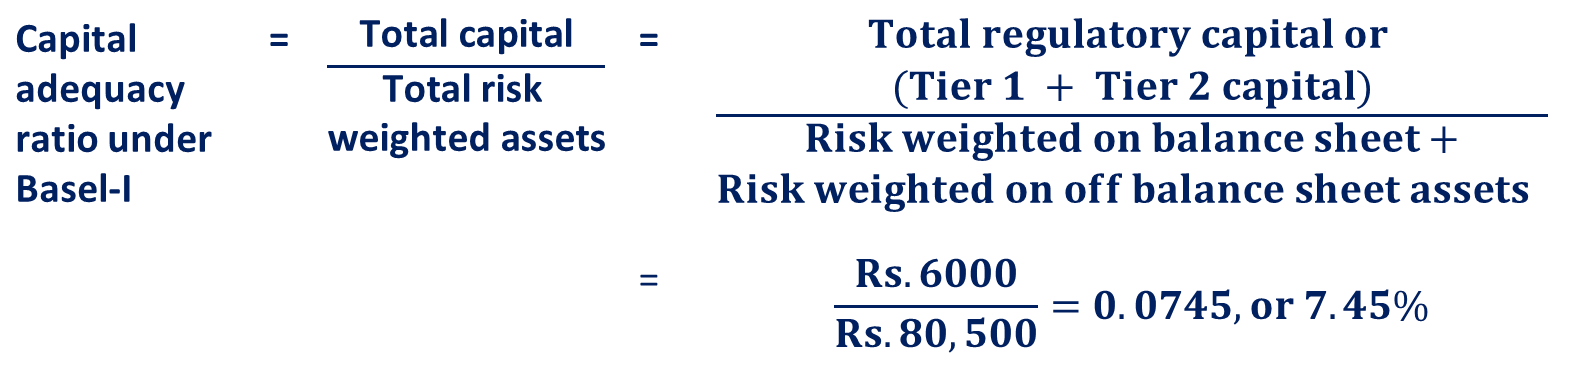 Capital adequacy ratio under Basel-I = Total capital / Total risk weighted assets = Total regulatory capital or (Tier 1 + Tier 2 capital) / Risk weighted on balance sheet + Risk weighted on off balance sheet assets
= Rs. 6000 / Rs. 80, 500 = 0. 0745, or 7. 45%